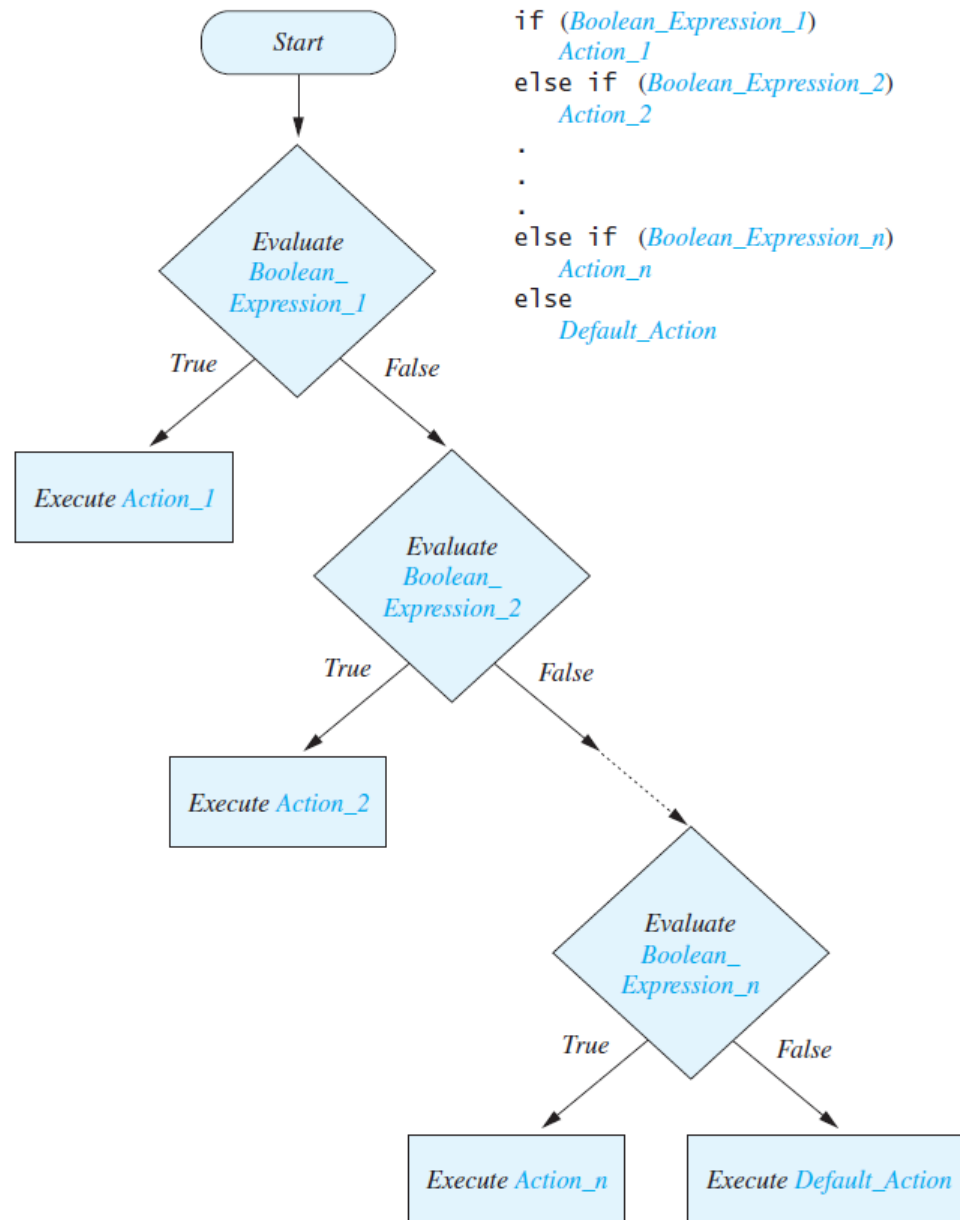 Start
if (Boolean_Expression_1)
Action_1
else if (Boolean_Expression_2)
Action_2
.
.
.
else if (Boolean_Expression_n)
Action_n
else
Default_Action
Evaluate
Boolean_
Expression_1
True
False
Execute Action_1
Evaluate
Boolean_
Expression_2
True
False
Execute Action_2
Evaluate
Boolean_
Expression_n
True
False
Execute Action_n
Execute Default_Action